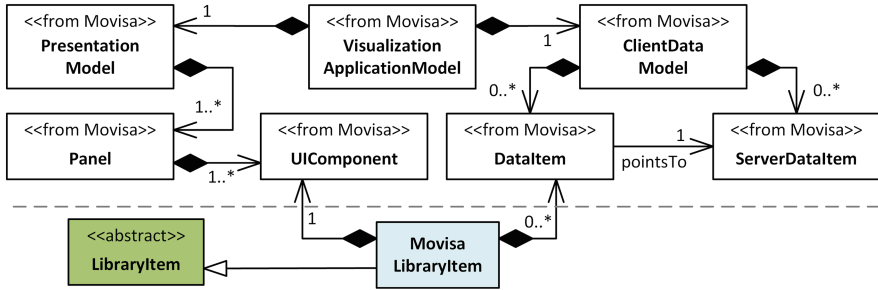 <<from Movisa>>
Presentation
Model
1
<<from Movisa>>
Visualization
ApplicationModel
1
<<from Movisa>>
ClientData
Model
1..*
0..*
0..*
<<from Movisa>>
Panel
1..*
<<from Movisa>>
UIComponent
<<from Movisa>>
DataItem
1
pointsTo
<<from Movisa>>
ServerDataItem
1
0..*
<<abstract>>
LibraryItem
Movisa
LibraryItem